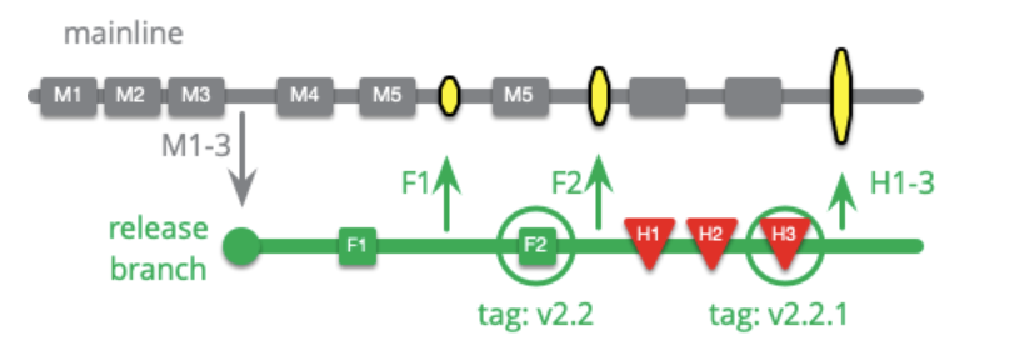 mainline
M1 M2 M3 M4 M5 M5
M1-3
F1 F2 H1-3
release
branch
F1 F2 H1 H2 H3
tag: v2.2 tag: v2.2.1